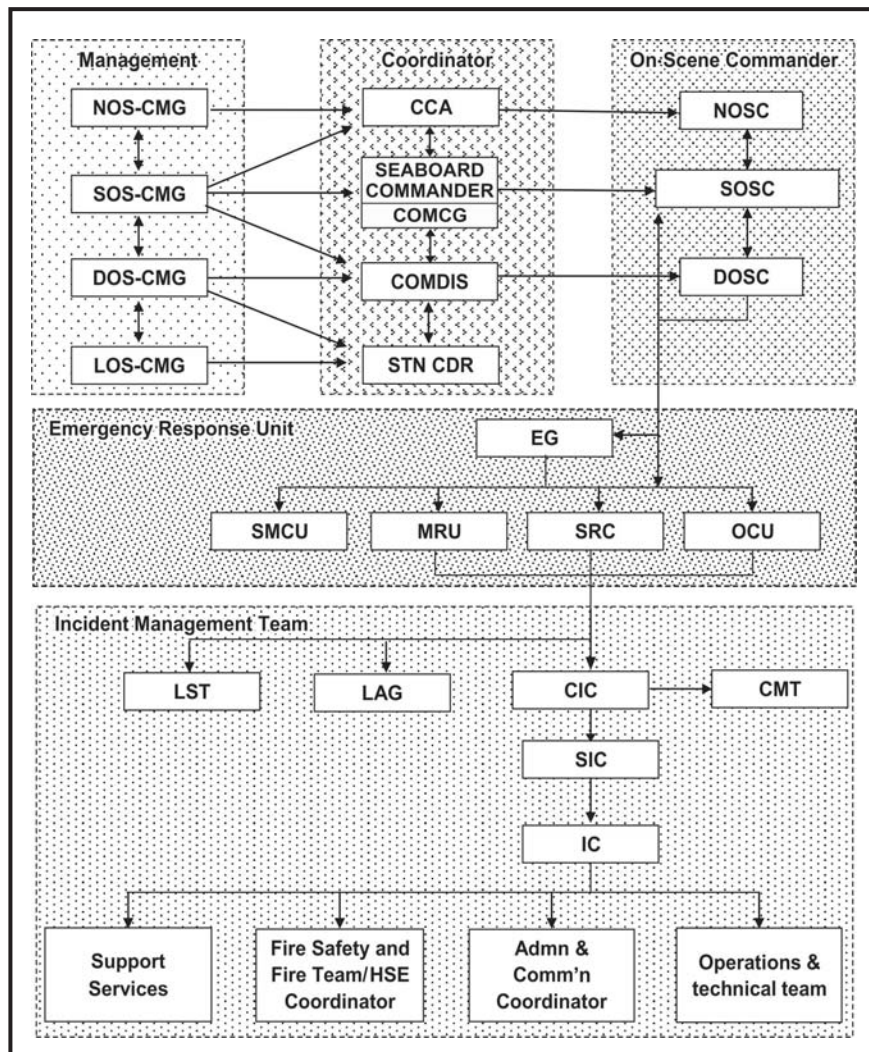 Management
Coordinator
On-Scene Commander
NOS-CMG
CCA
NOSC
SOS-CMG
SEABOARD
COMMANDER
COMCG
SOSC
DOS-CMG
COMDIS
DOSC
LOS-CMG
STN CDR
Emergency Response Unit
EG
SMCU
MRU
SRC
OCU
Incident Management Team
LST
LAG
CIC
CMT
SIC
IC
Support
Services
Fire Safety and
Fire Team/HSE
Coordinator
Admn &
Comm'n
Coordinator
Operations &
technical team